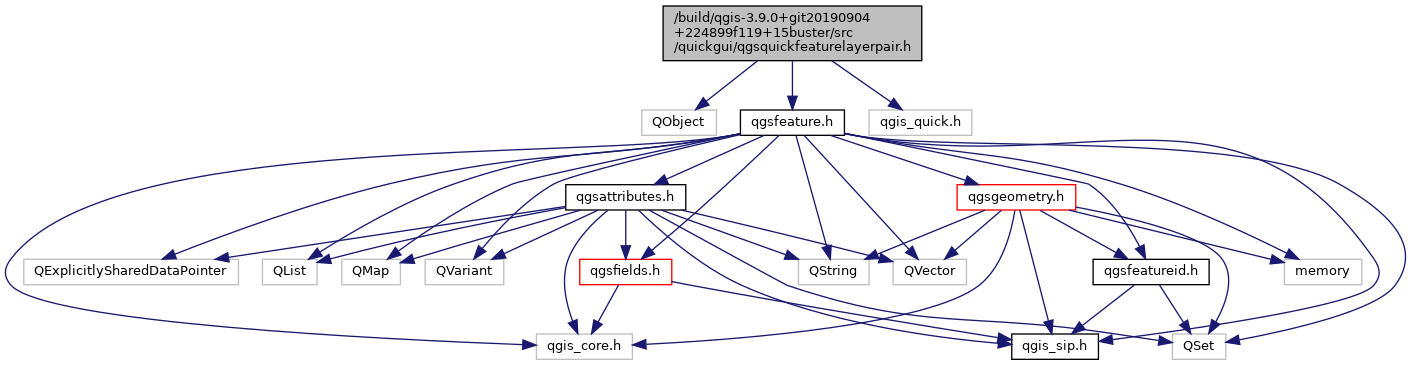 /build/qgis-3.9.0+git20190904
+224899f119+15buster/src
/quickgui/qgsquickfeaturelayerpair.h
QObject
qgsfeature.h
qgis_quick.h
qgsattributes.h
qgsgeometry.h
QExplicitlySharedDataPointer
QList
QMap
QVariant
qgsfields.h
QString
QVector
qgsfeatureid.h
memory
qgis_core.h
qgis_sip.h
QSet